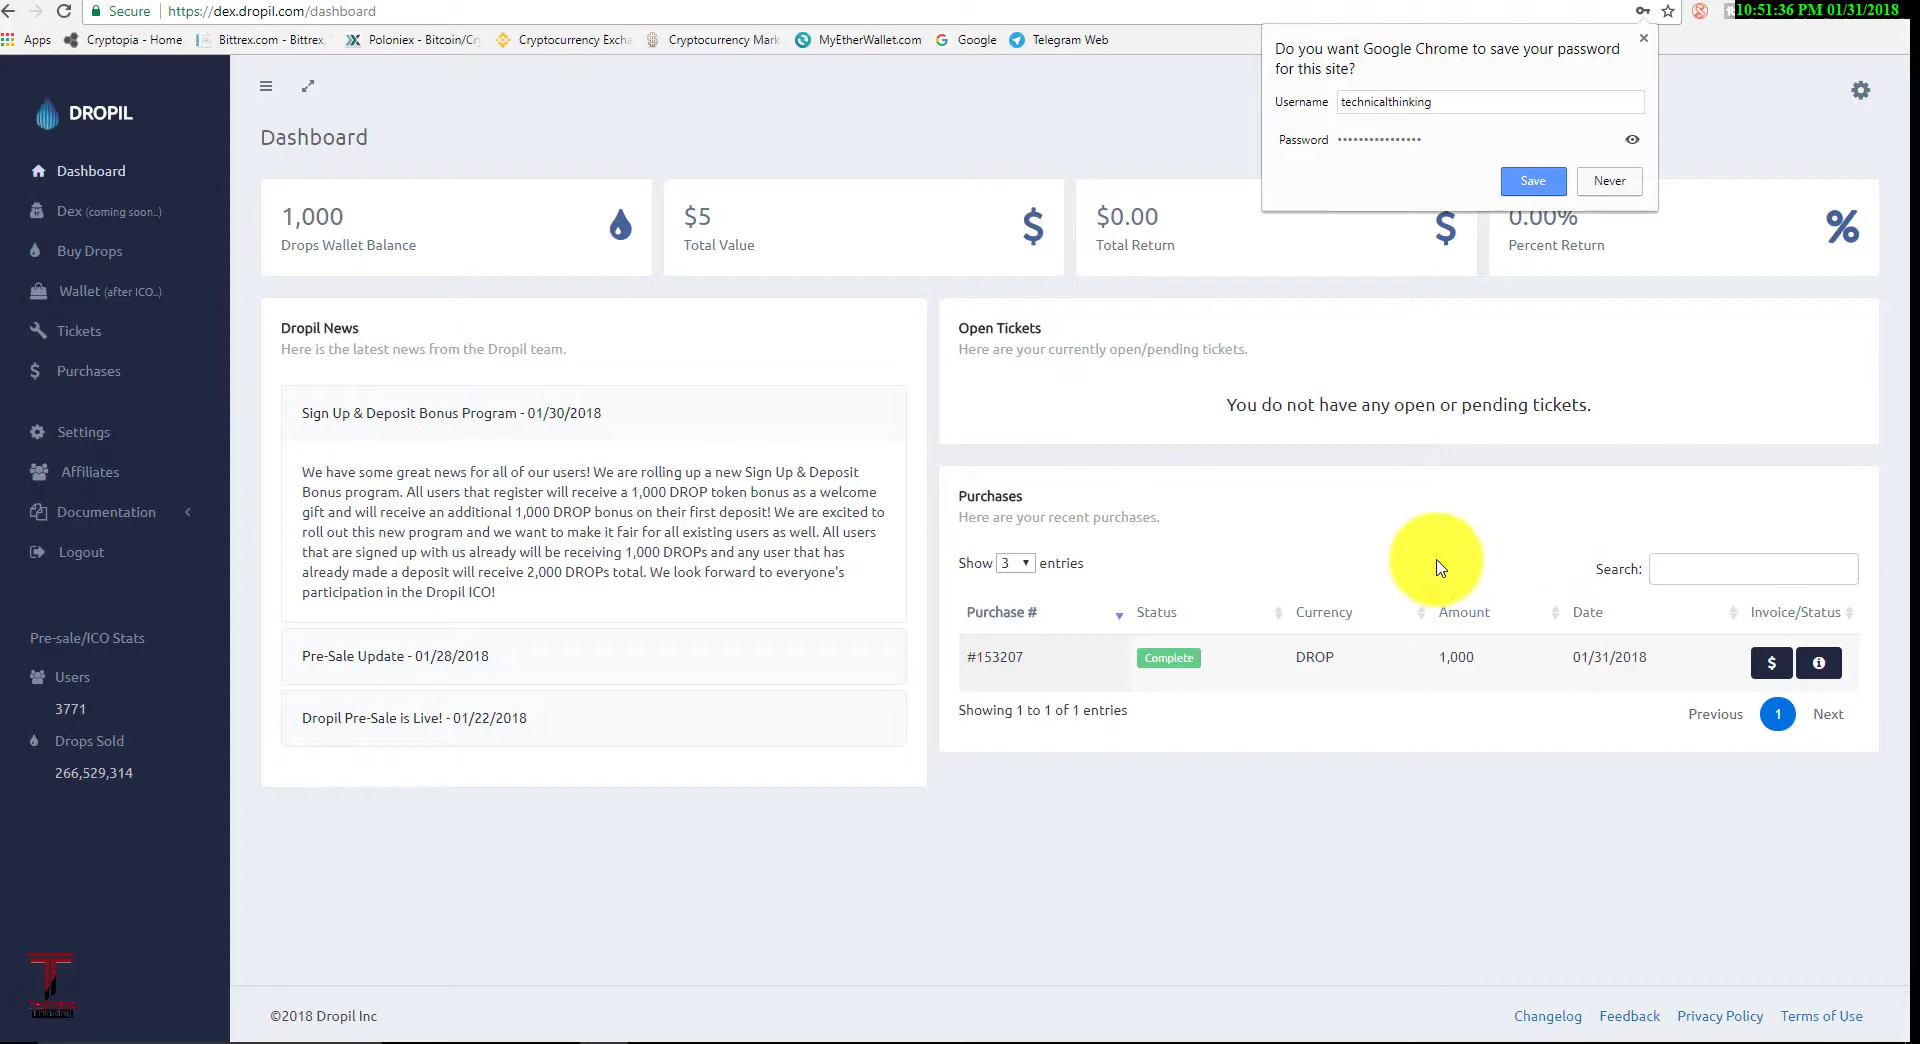 Secure https://dex.dropil.com/dashboard
10:51:36 PM 01/31/2018
Apps Cryptopia - Home Bittrex.com - Bittrex, Poloniex - Bitcoin/Cr Cryptocurrency Excha Cryptocurrency Mark MyEtherWallet.com Google Telegram Web
Do you want Google Chrome to save your password
for this site?
Username technicalthinking
Password ••••••••••••••••
Save Never
DROPIL
Dashboard
Dex (coming soon..)
Buy Drops
Wallet (after ICO..)
Tickets
Purchases
Settings
Affiliates
Documentation
Logout
Pre-sale/ICO Stats
Users
3771
Drops Sold
266,529,314
Dashboard
1,000
Drops Wallet Balance
$5
Total Value
$
$0.00
Total Return
$
0.00%
Percent Return
%
Dropil News
Here is the latest news from the Dropil team.
Sign Up & Deposit Bonus Program - 01/30/2018
We have some great news for all of our users! We are rolling up a new Sign Up & Deposit
Bonus program. All users that register will receive a 1,000 DROP token bonus as a welcome
gift and will receive an additional 1,000 DROP bonus on their first deposit! We are excited to
roll out this new program and we want to make it fair for all existing users as well. All users
that are signed up with us already will be receiving 1,000 DROPs and any user that has
already made a deposit will receive 2,000 DROPs total. We look forward to everyone's
participation in the Dropil ICO!
Pre-Sale Update - 01/28/2018
Dropil Pre-Sale is Live! - 01/22/2018
Open Tickets
Here are your currently open/pending tickets.
You do not have any open or pending tickets.
Purchases
Here are your recent purchases.
Show 3 entries
Search:
Purchase # Status Currency Amount Date Invoice/Status
#153207 Complete DROP 1,000 01/31/2018 $
Showing 1 to 1 of 1 entries
Previous 1 Next
Technical
Thinking
©2018 Dropil Inc
Changelog Feedback Privacy Policy Terms of Use